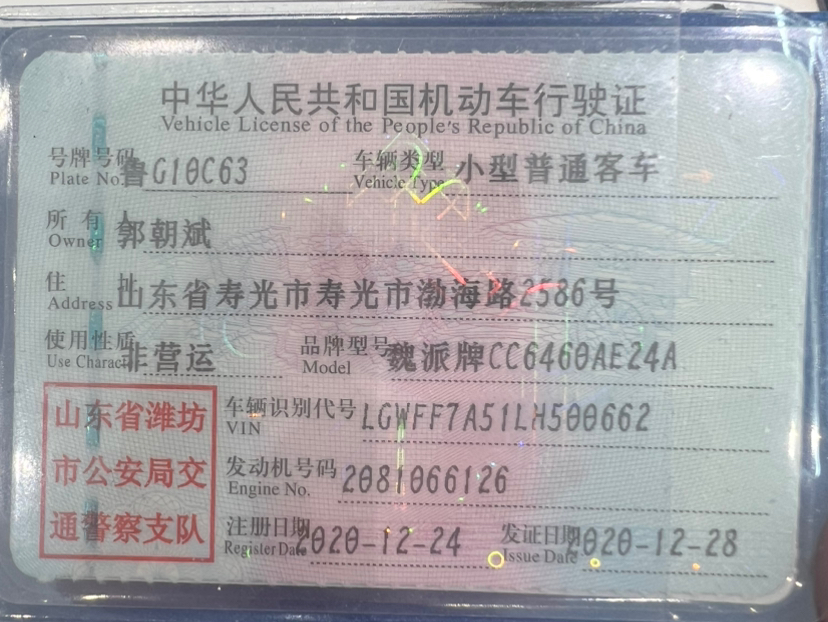 中华人民共和国机动车行驶证
Vehicle License of the People's Republic of China
号牌号码 鲁G10C63 车辆类型 小型普通客车
Plate No. Vehicle Type
所有人 郭朝斌
Owner
住址 山东省寿光市寿光市渤海路2586号
Address
使用性质 非营运 品牌型号 魏派牌CC6460AE24A
Use Charact Model
山东省潍坊
市公安局交
通警察支队
车辆识别代号 LGWFF7A51LH500662
VIN
发动机号码 2081066126
Engine No.
注册日期 2020-12-24 发证日期 2020-12-28
Register Date Issue Date